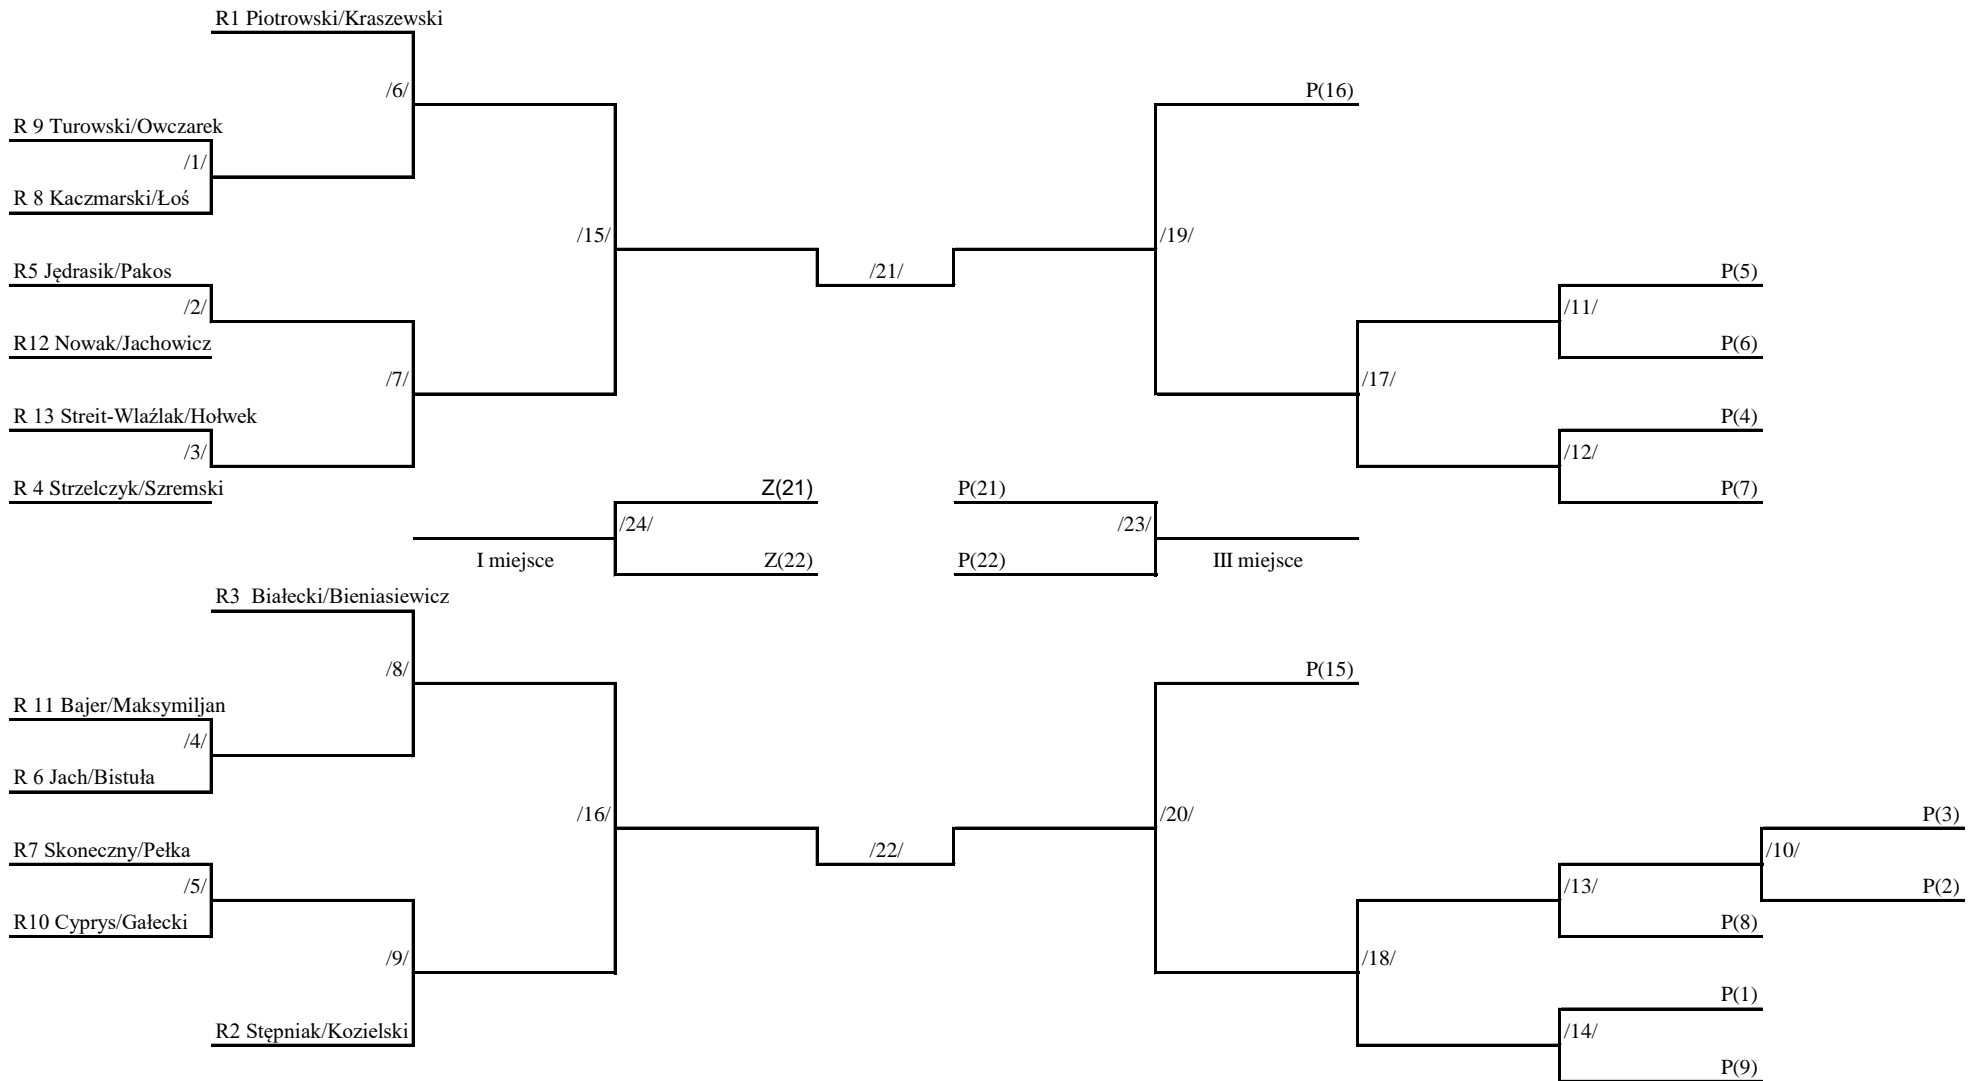 R1 Piotrowski/Kraszewski
/6/
P(16)
R 9 Turowski/Owczarek
/1/
R 8 Kaczmarski/Łoś
/15/
/19/
R5 Jędrasik/Pakos
/21/
P(5)
/2/
/11/
R12 Nowak/Jachowicz
P(6)
/7/
/17/
R 13 Streit-Wlaźlak/Hołwek
P(4)
/3/
/12/
R 4 Strzelczyk/Szremski
Z(21)
P(21)
P(7)
/24/
/23/
I miejsce
Z(22)
P(22)
III miejsce
R3  Białecki/Bieniasiewicz
/8/
P(15)
R 11 Bajer/Maksymiljan
/4/
R 6 Jach/Bistuła
/16/
/20/
P(3)
R7 Skoneczny/Pełka
/22/
/10/
/5/
/13/
P(2)
R10 Cyprys/Gałecki
P(8)
/9/
/18/
P(1)
R2 Stępniak/Kozielski
/14/
P(9)